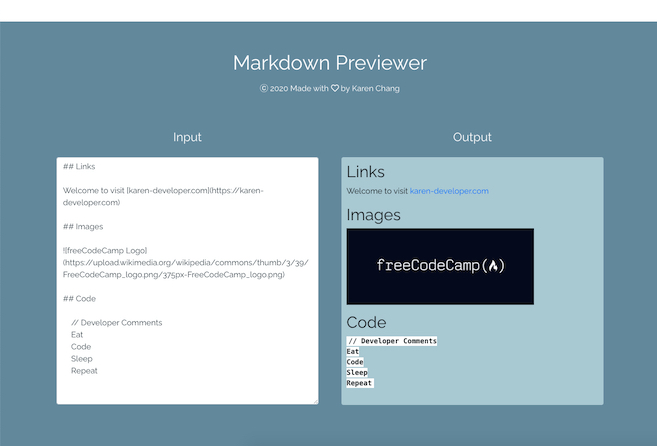 Markdown Previewer
© 2020 Made with ♡ by Karen Chang
Input
Output
## Links
Welcome to visit [karen-developer.com](https://karen-
developer.com)
## Images
![freeCodeCamp Logo]
(https://upload.wikimedia.org/wikipedia/commons/thumb/3/39/
FreeCodeCamp_logo.png/375px-FreeCodeCamp_logo.png)
## Code
// Developer Comments
Eat
Code
Sleep
Repeat
Links
Welcome to visit karen-developer.com
Images
freeCodeCamp(🔥)
Code
// Developer Comments
Eat
Code
Sleep
Repeat